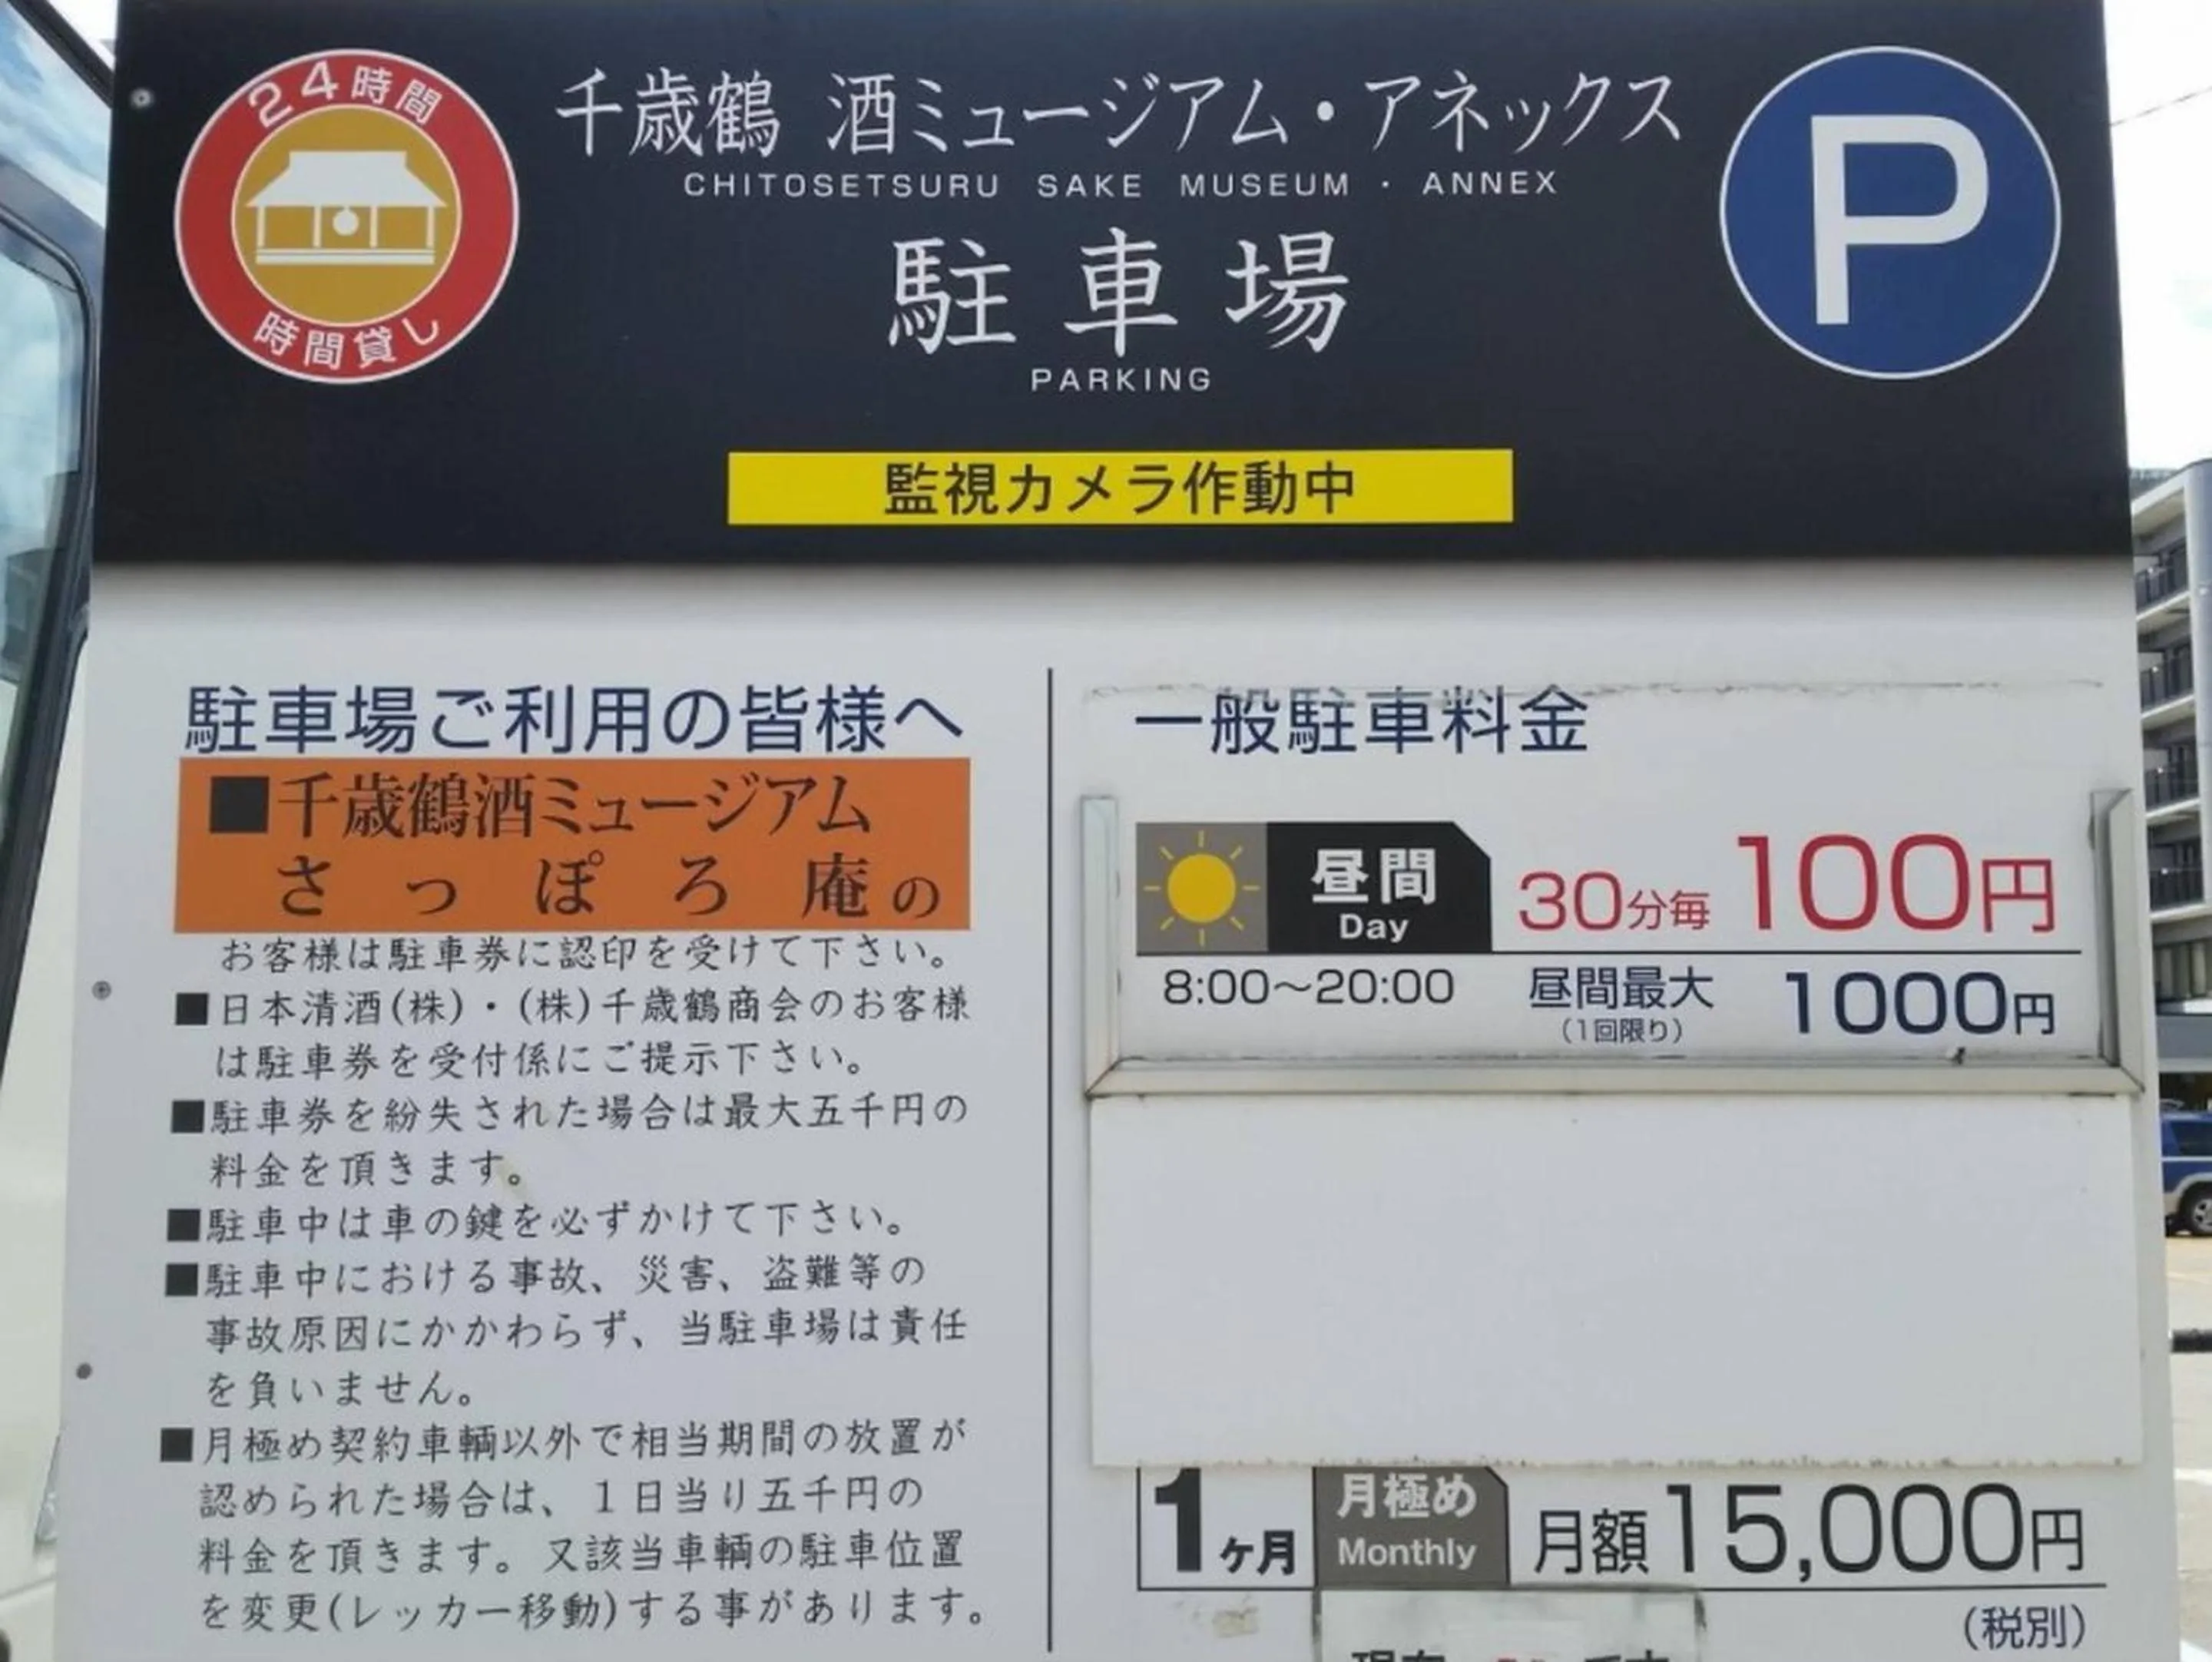 24時間
時間貸し
千歳鶴 酒ミュージアム・アネックス
CHITOSETSURU SAKE MUSEUM・ANNEX
駐車場
PARKING
P
監視カメラ作動中
駐車場ご利用の皆様へ
■千歳鶴酒ミュージアム
さっぽろ庵の
お客様は駐車券に認印を受けて下さい。
■日本清酒(株)・(株)千歳鶴商会のお客様
は駐車券を受付係にご提示下さい。
■駐車券を紛失された場合は最大五千円の
料金を頂きます。
■駐車中は車の鍵を必ずかけて下さい。
■駐車中における事故、災害、盗難等の
事故原因にかかわらず、当駐車場は責任
を負いません。
■月極め契約車輌以外で相当期間の放置が
認められた場合は、1日当り五千円の
料金を頂きます。又該当車輌の駐車位置
を変更(レッカー移動)する事があります。
一般駐車料金
昼間
Day
30分毎 100円
8:00〜20:00
昼間最大 1000円
(1回限り)
1ヶ月
月極め
Monthly
月額15,000円
(税別)